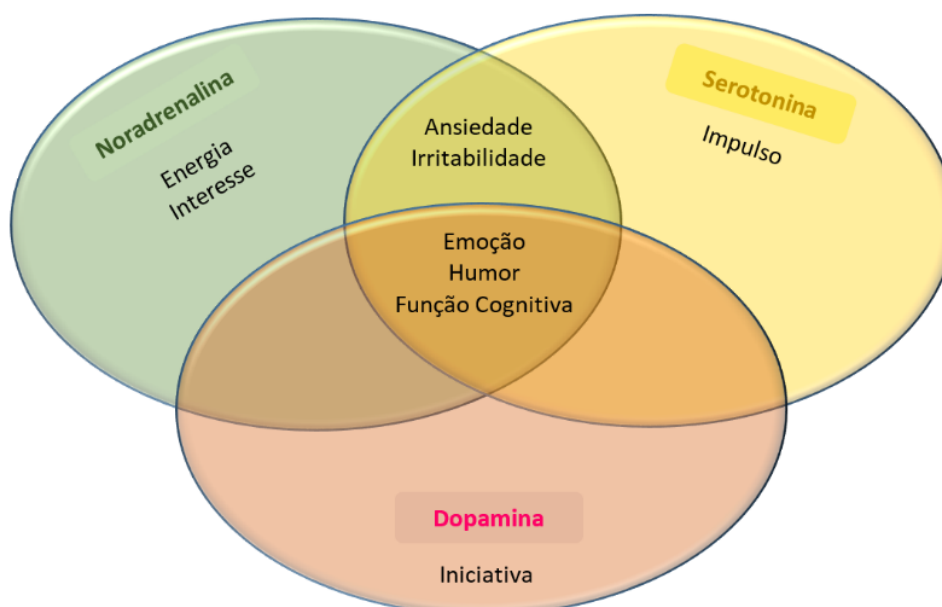 Noradrenalina
Energia
Interesse
Ansiedade
Irritabilidade
Serotonina
Impulso
Emoção
Humor
Função Cognitiva
Dopamina
Iniciativa